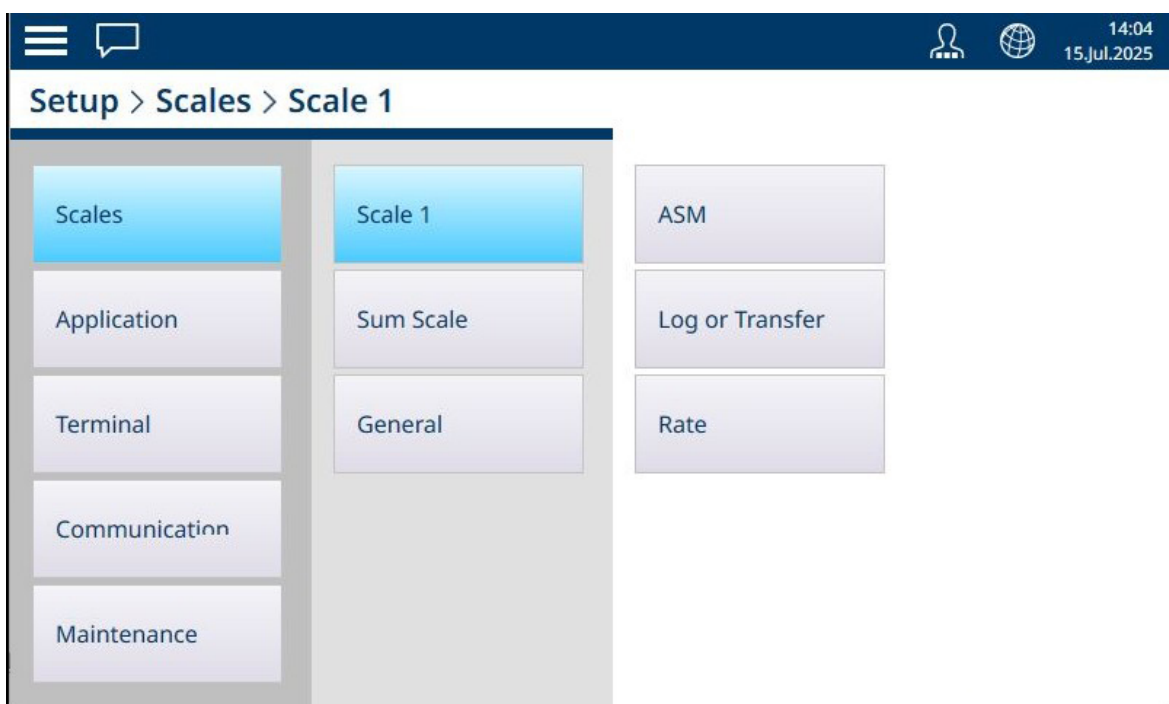 14:04
15.Jul.2025
Setup > Scales > Scale 1
Scales
Application
Terminal
Communication
Maintenance
Scale 1
Sum Scale
General
ASM
Log or Transfer
Rate